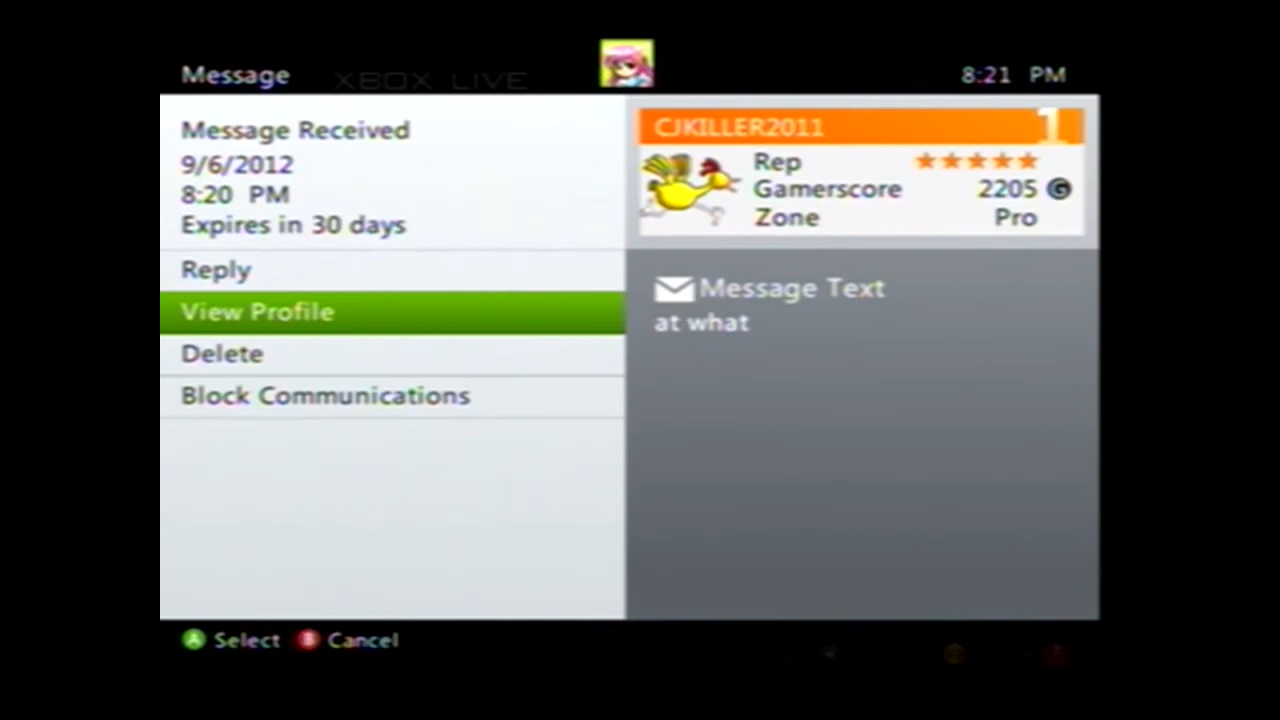 Message
XBOX LIVE
8:21 PM
Message Received
9/6/2012
8:20 PM
Expires in 30 days
Reply
View Profile
Delete
Block Communications
CJKILLER2011 1
Rep
Gamerscore 2205 G
Zone Pro
Message Text
at what
A Select B Cancel